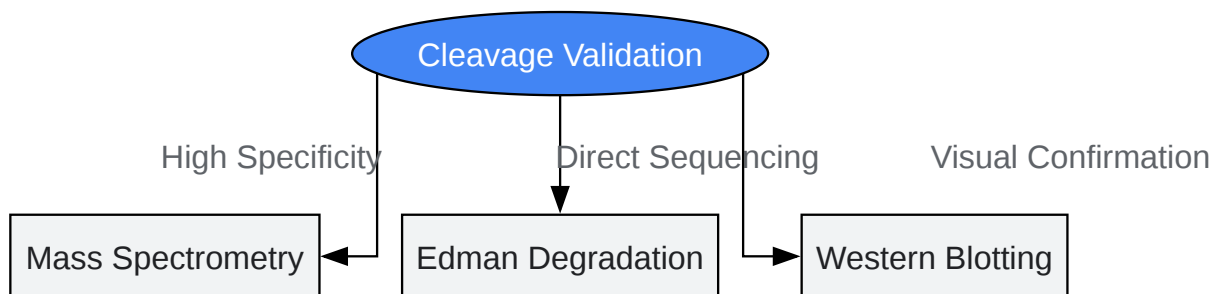 Cleavage Validation
High Specificity
Direct Sequencing
Visual Confirmation
Mass Spectrometry
Edman Degradation
Western Blotting